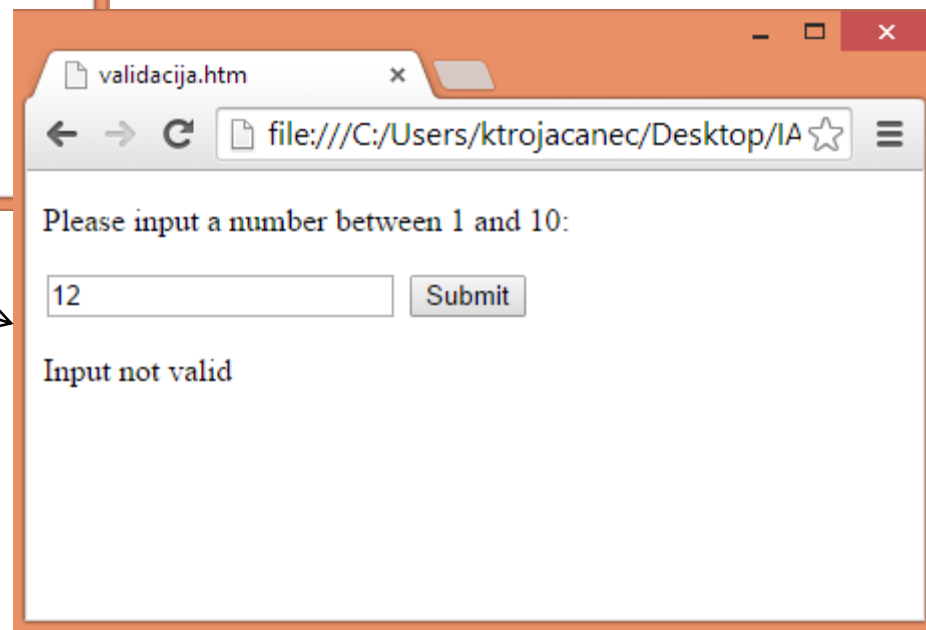 validacija.htm
file:///C:/Users/ktrojacanec/Desktop/IA
Please input a number between 1 and 10:
12 Submit
Input not valid